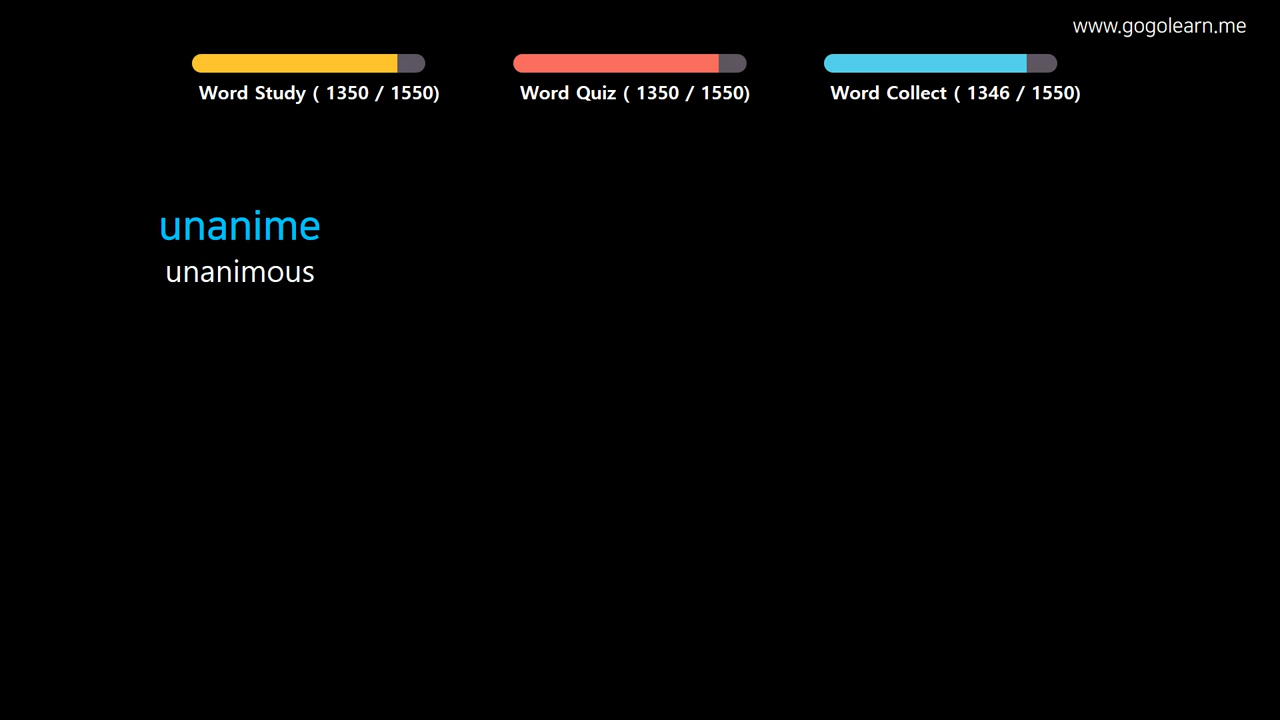 www.gogolearn.me
Word Study ( 1350 / 1550)
Word Quiz ( 1350 / 1550)
Word Collect ( 1346 / 1550)
unanime
unanimous